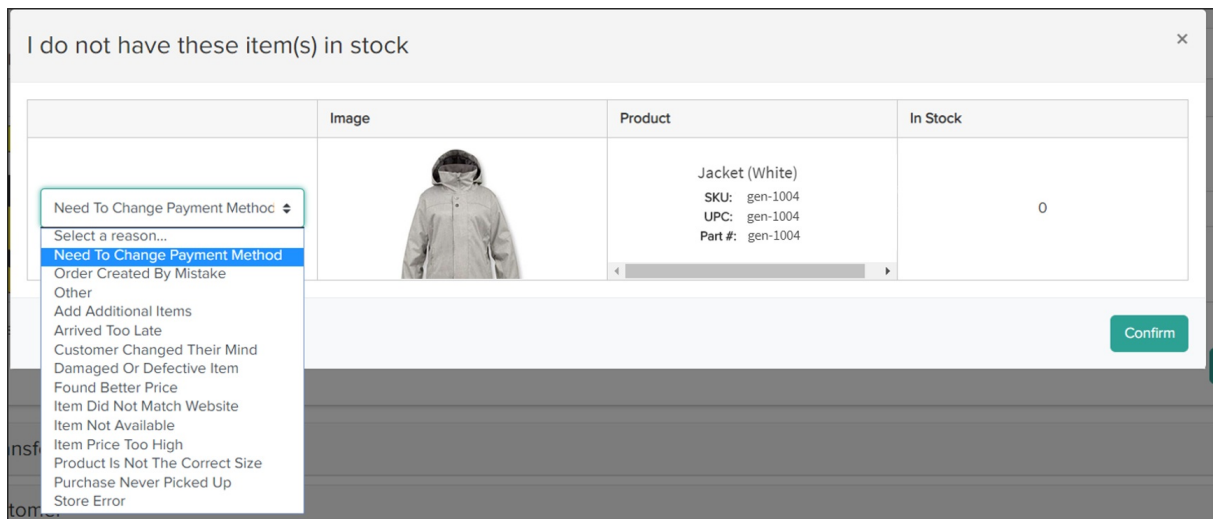 I do not have these item(s) in stock
×
Image
Product
In Stock
Need To Change Payment Method
Jacket (White)
SKU: gen-1004
UPC: gen-1004
Part #: gen-1004
0
Select a reason...
Need To Change Payment Method
Order Created By Mistake
Other
Add Additional Items
Arrived Too Late
Customer Changed Their Mind
Damaged Or Defective Item
Found Better Price
Item Did Not Match Website
Item Not Available
Item Price Too High
Product Is Not The Correct Size
Purchase Never Picked Up
Store Error
Confirm